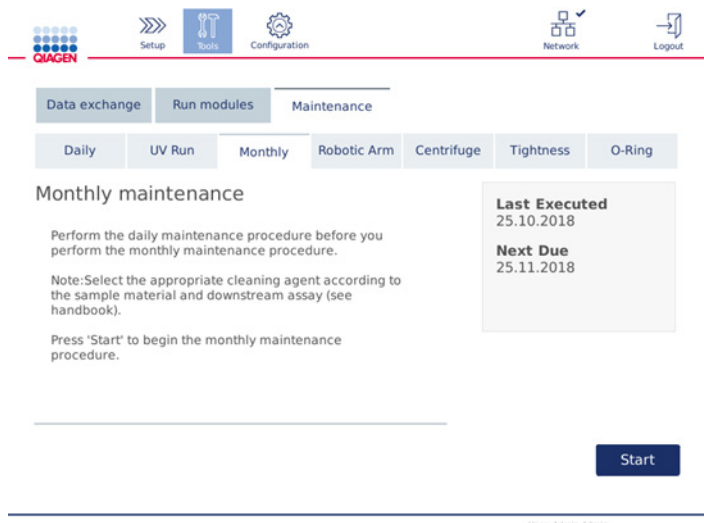 QIAGEN
Setup
Tools
Configuration
Network
Logout
Data exchange
Run modules
Maintenance
Daily
UV Run
Monthly
Robotic Arm
Centrifuge
Tightness
O-Ring
Monthly maintenance
Perform the daily maintenance procedure before you
perform the monthly maintenance procedure.
Note:Select the appropriate cleaning agent according to
the sample material and downstream assay (see
handbook).
Press 'Start' to begin the monthly maintenance
procedure.
Last Executed
25.10.2018
Next Due
25.11.2018
Start